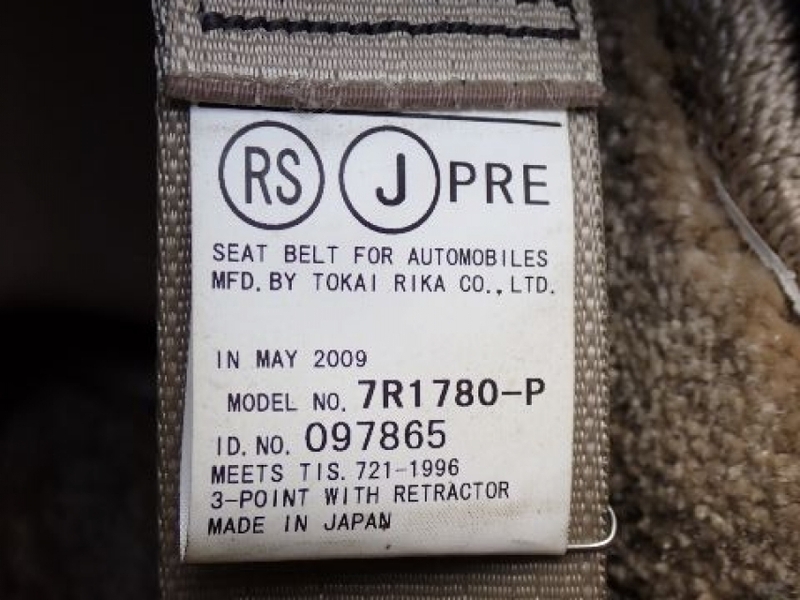 RS J PRE
SEAT BELT FOR AUTOMOBILES
MFD. BY TOKAI RIKA CO., LTD.
IN MAY 2009
MODEL NO. 7R1780-P
ID. NO. 097865
MEETS TIS. 721-1996
3-POINT WITH RETRACTOR
MADE IN JAPAN